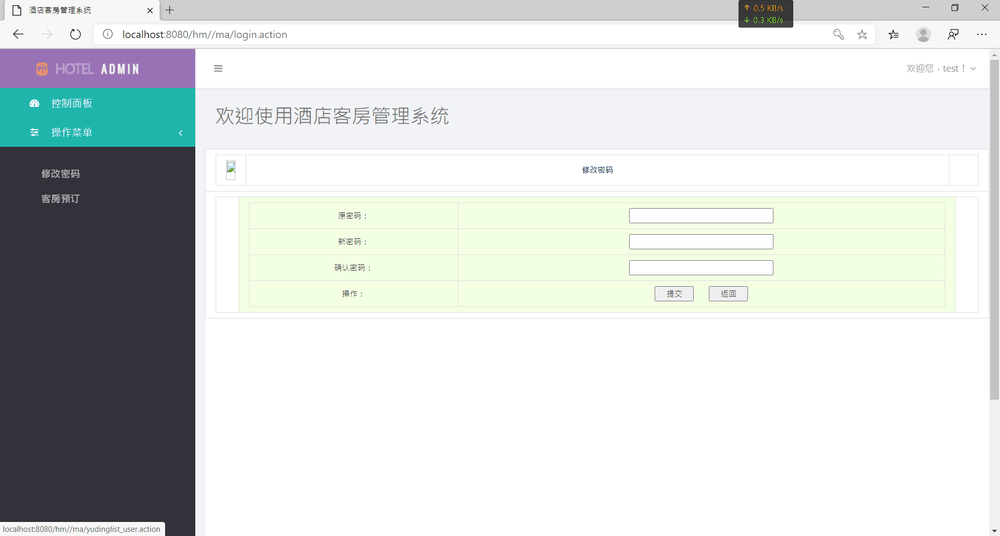 酒店客房管理系统
↑ 0.5 KB/s
↓ 0.3 KB/s
localhost:8080/hm//ma/login.action
HOTEL ADMIN
欢迎您，test！
控制面板
操作菜单
修改密码
客房预订
欢迎使用酒店客房管理系统
修改密码
原密码：
新密码：
确认密码：
操作：
提交
返回
localhost:8080/hm//ma/yudinglist_user.action